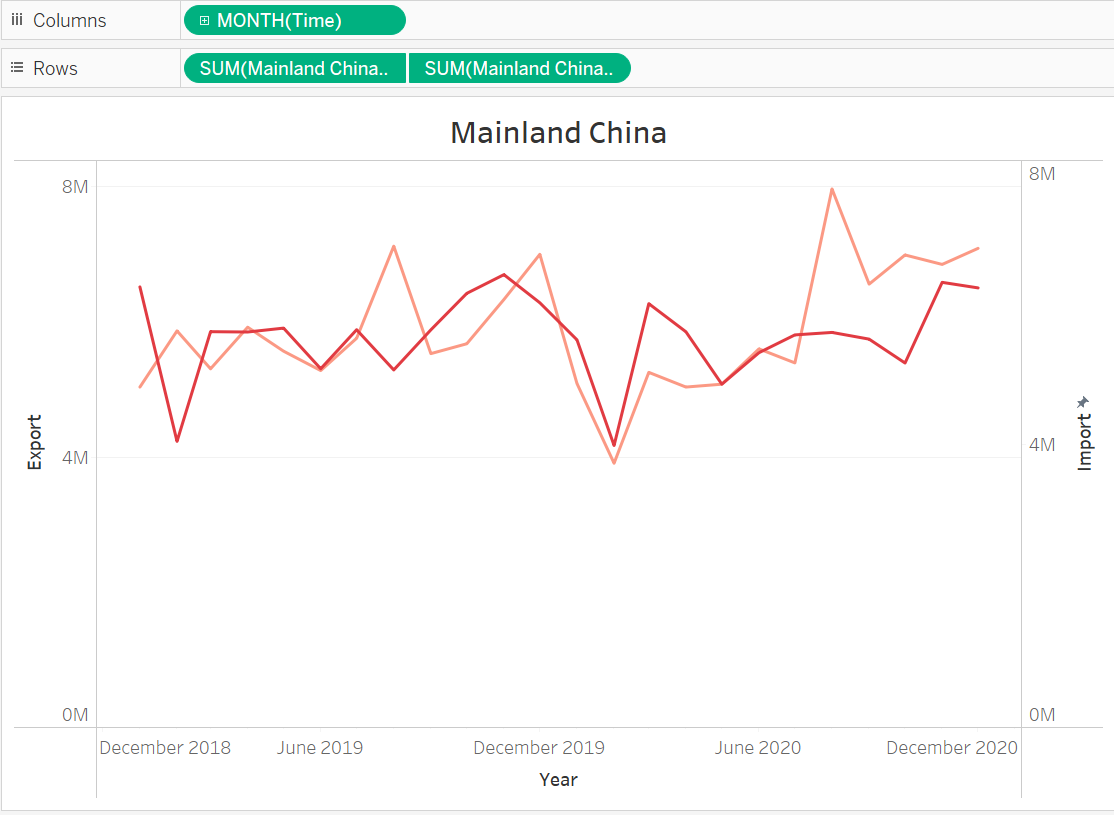 Columns
MONTH(Time)
Rows
SUM(Mainland China..
SUM(Mainland China..
Mainland China
8M
4M
0M
Export
8M
4M
0M
Import
December 2018
June 2019
December 2019
June 2020
December 2020
Year